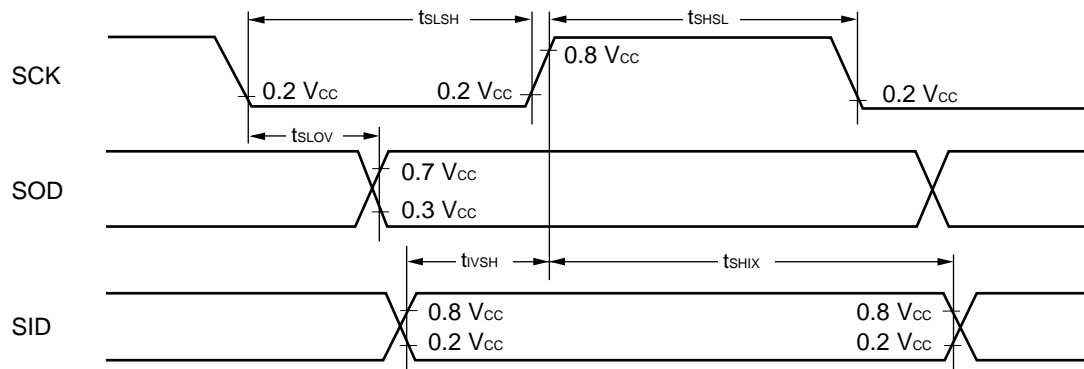 tSLSH tSHSL
SCK 0.2 VCC 0.2 VCC 0.8 VCC 0.2 VCC
tSLOV
SOD 0.7 VCC
0.3 VCC
tIVSH tSHIX
SID 0.8 VCC 0.8 VCC
0.2 VCC 0.2 VCC